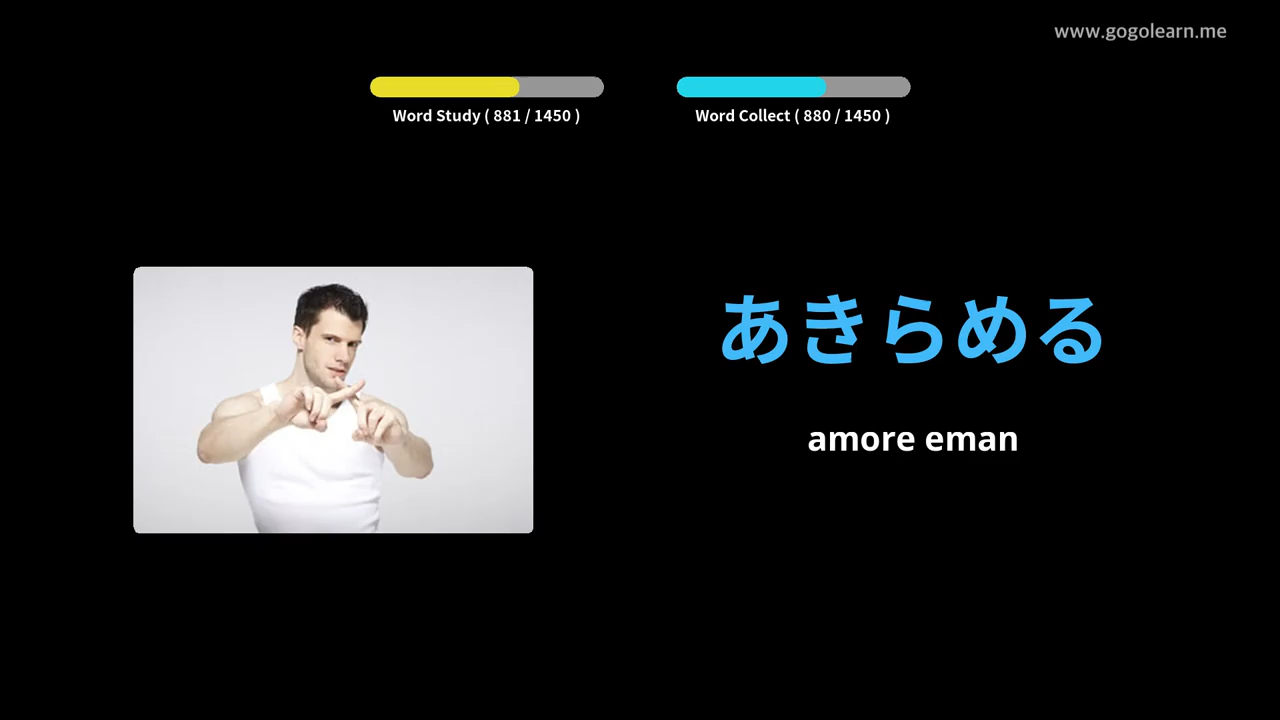 www.gogolearn.me
Word Study ( 881 / 1450 )
Word Collect ( 880 / 1450 )
あきらめる
amore eman